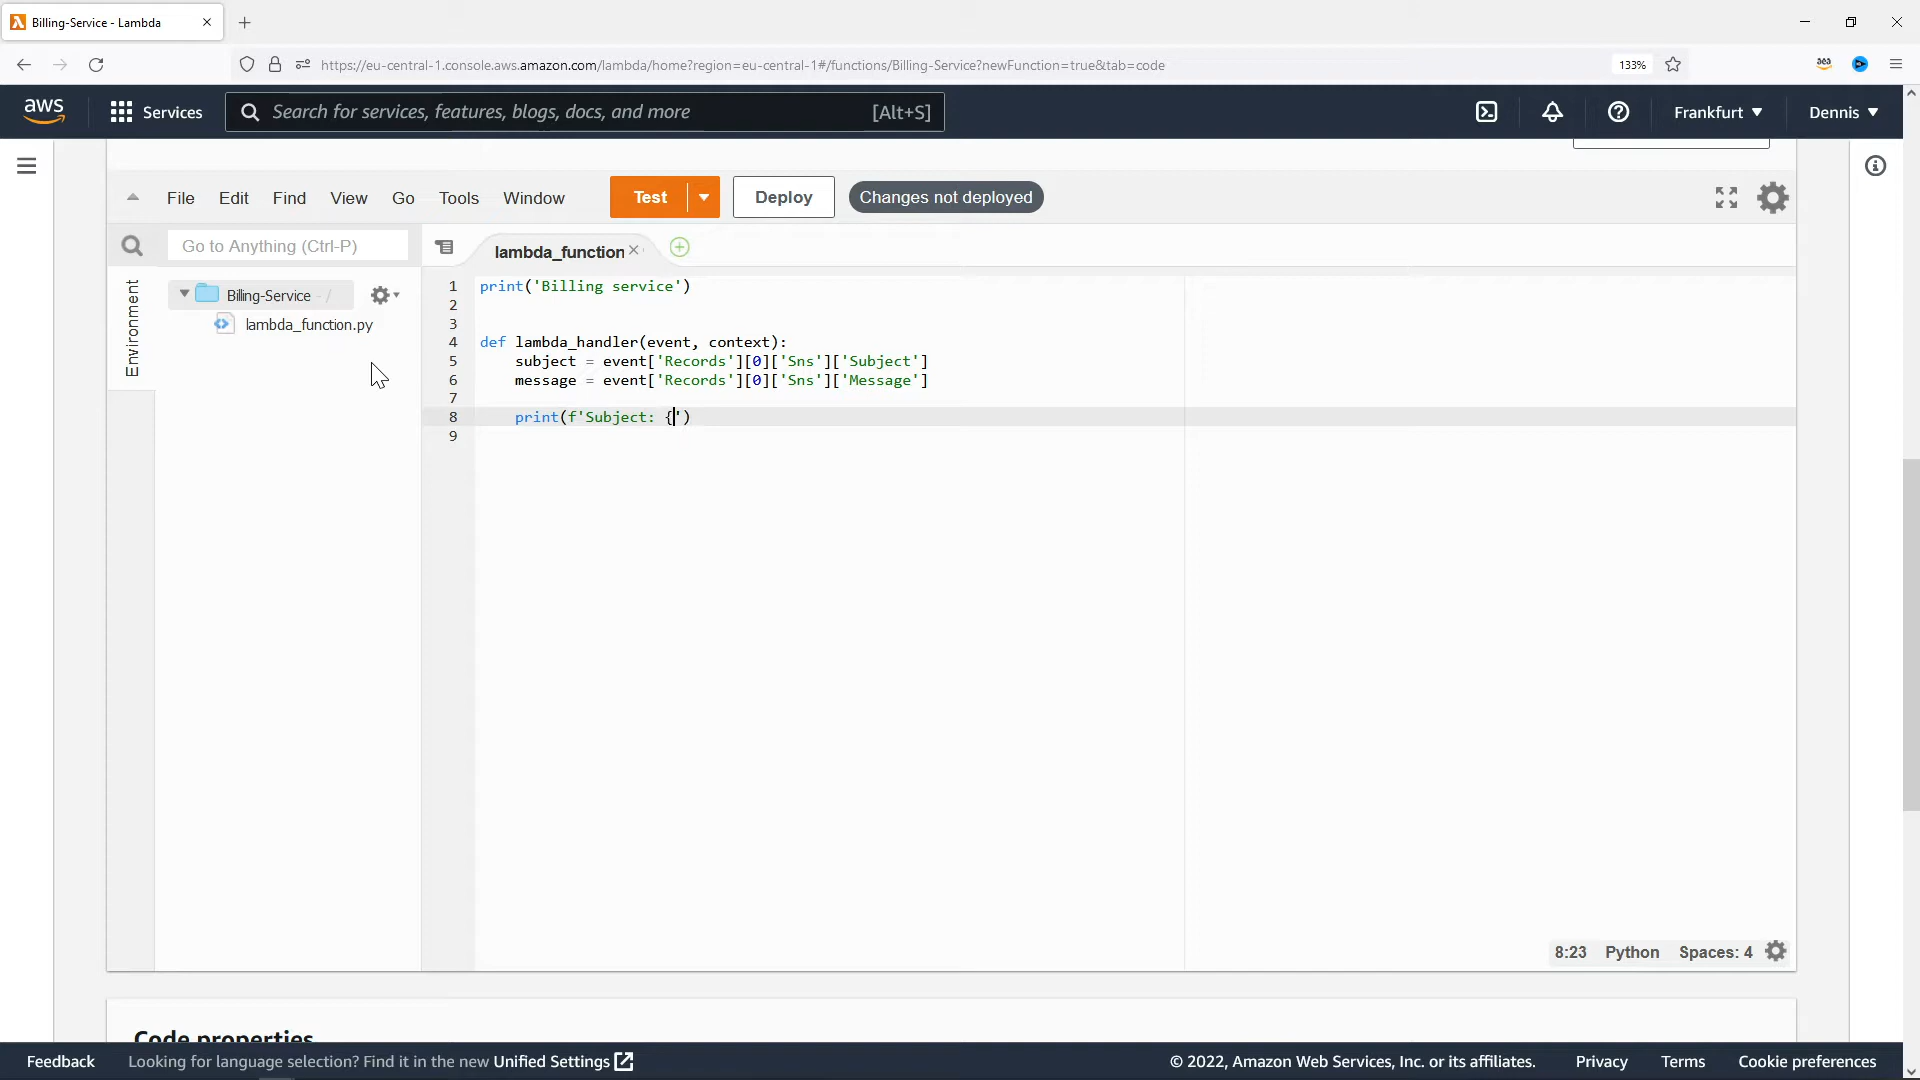 Billing-Service - Lambda
https://eu-central-1.console.aws.amazon.com/lambda/home?region=eu-central-1#/functions/Billing-Service?newFunction=true&tab=code
133%
aws
Services
Search for services, features, blogs, docs, and more
[Alt+S]
Frankfurt
Dennis
File
Edit
Find
View
Go
Tools
Window
Test
Deploy
Changes not deployed
Go to Anything (Ctrl-P)
lambda_function
Environment
Billing-Service - /
lambda_function.py
1 print('Billing service')
2
3
4 def lambda_handler(event, context):
5 subject = event['Records'][0]['Sns']['Subject']
6 message = event['Records'][0]['Sns']['Message']
7
8 print(f'Subject: {')
9
8:23 Python Spaces: 4
Code properties
Feedback
Looking for language selection? Find it in the new Unified Settings
© 2022, Amazon Web Services, Inc. or its affiliates.
Privacy
Terms
Cookie preferences